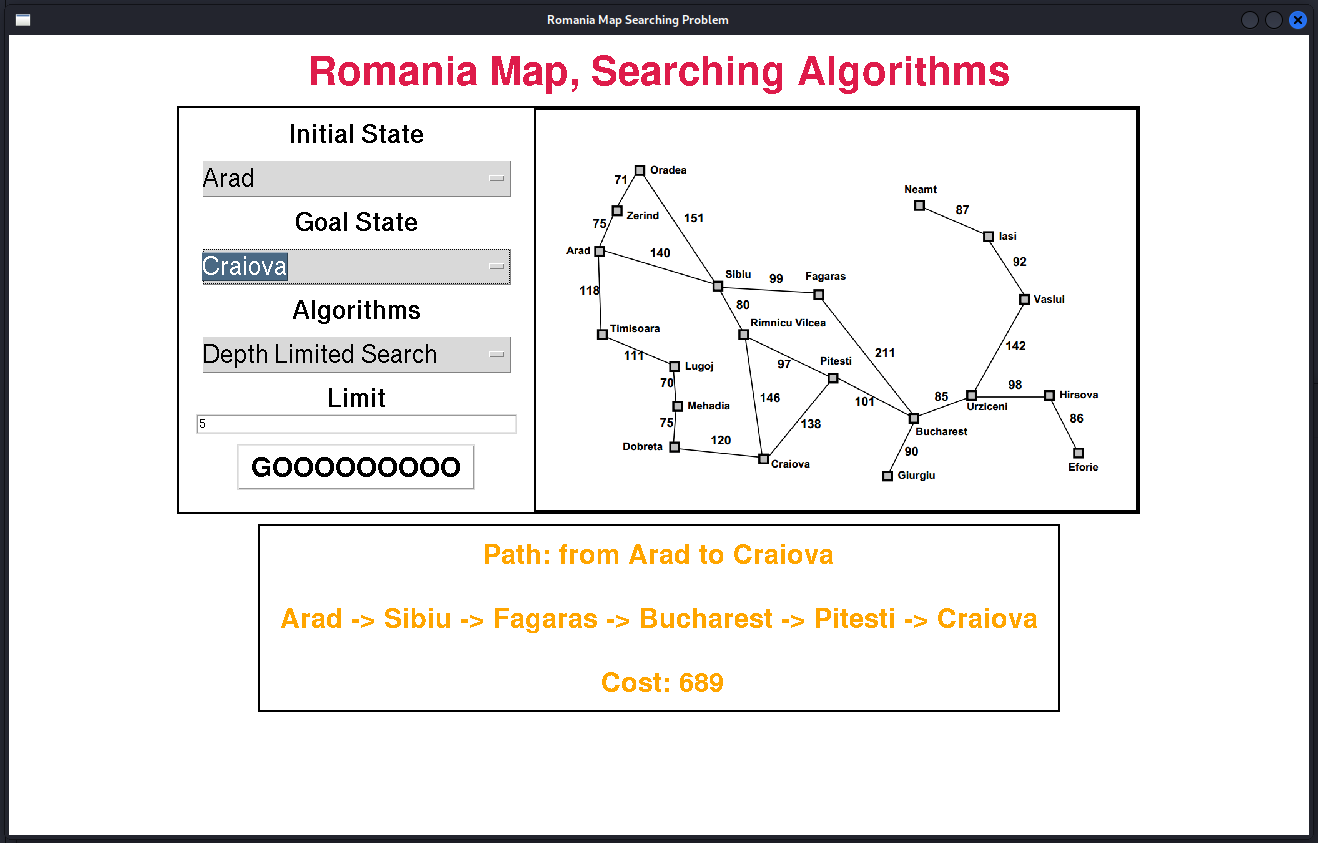 Romania Map Searching Problem
Romania Map, Searching Algorithms
Initial State
Arad
Goal State
Craiova
Algorithms
Depth Limited Search
Limit
5
GOOOOOOOOO
Oradea
71
Neamt
Zerind
87
75
151
Iasi
Arad
140
92
Sibiu
99
Fagaras
118
80
Vaslui
Rimnicu Vilcea
Timisoara
111
142
211
Pitesti
97
Lugoj
70
98
Hirsova
Mehadia
146
101
85
Urziceni
75
138
86
Bucharest
Dobreta
120
90
Craiova
Eforie
Giurgiu
Path: from Arad to Craiova
Arad -> Sibiu -> Fagaras -> Bucharest -> Pitesti -> Craiova
Cost: 689